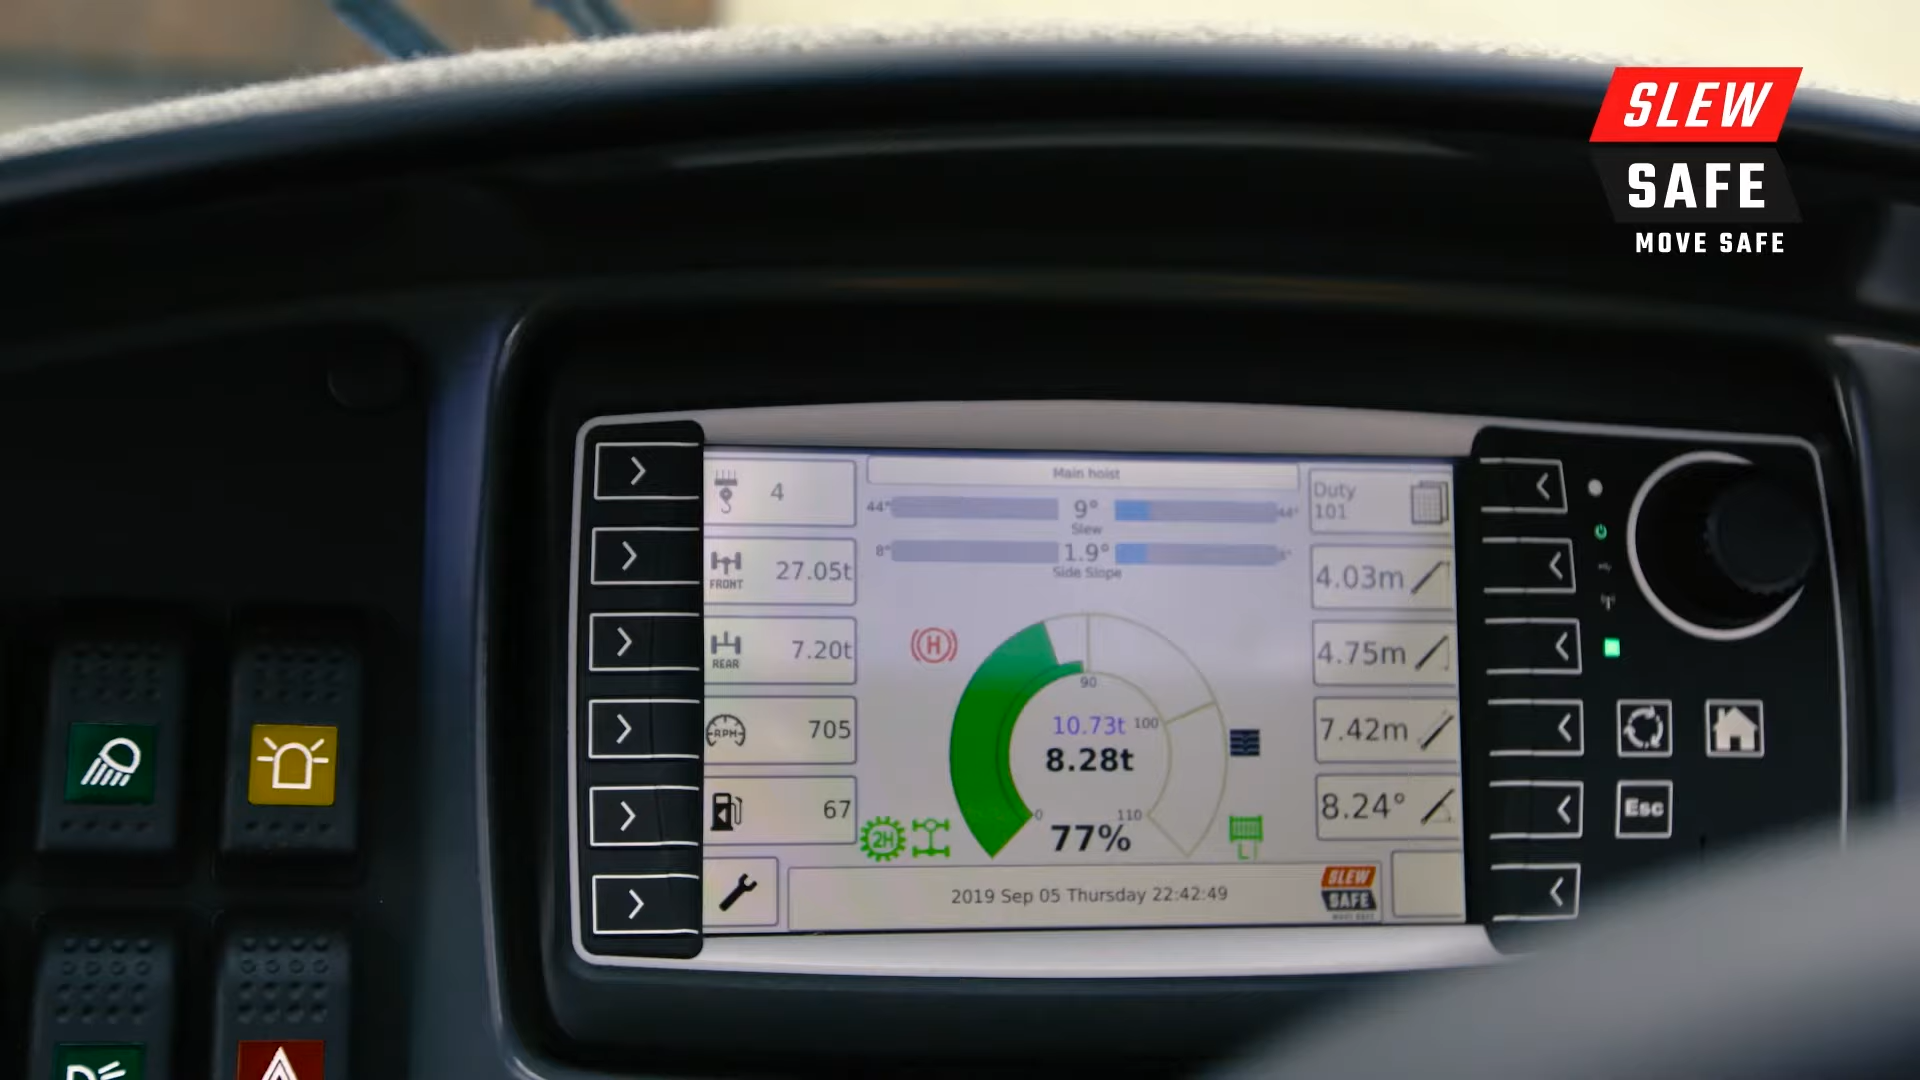 SLEW
SAFE
MOVE SAFE
4
Main hoist
44° 9° 44°
Slew
8° 1.9°
Side Slope
Duty
101
FRONT 27.05t
4.03m
REAR 7.20t
4.75m
H
90
10.73t 100
8.28t
RPM 705
7.42m
67
0 110
77%
2H
L
8.24°
Esc
2019 Sep 05 Thursday 22:42:49
SLEW
SAFE